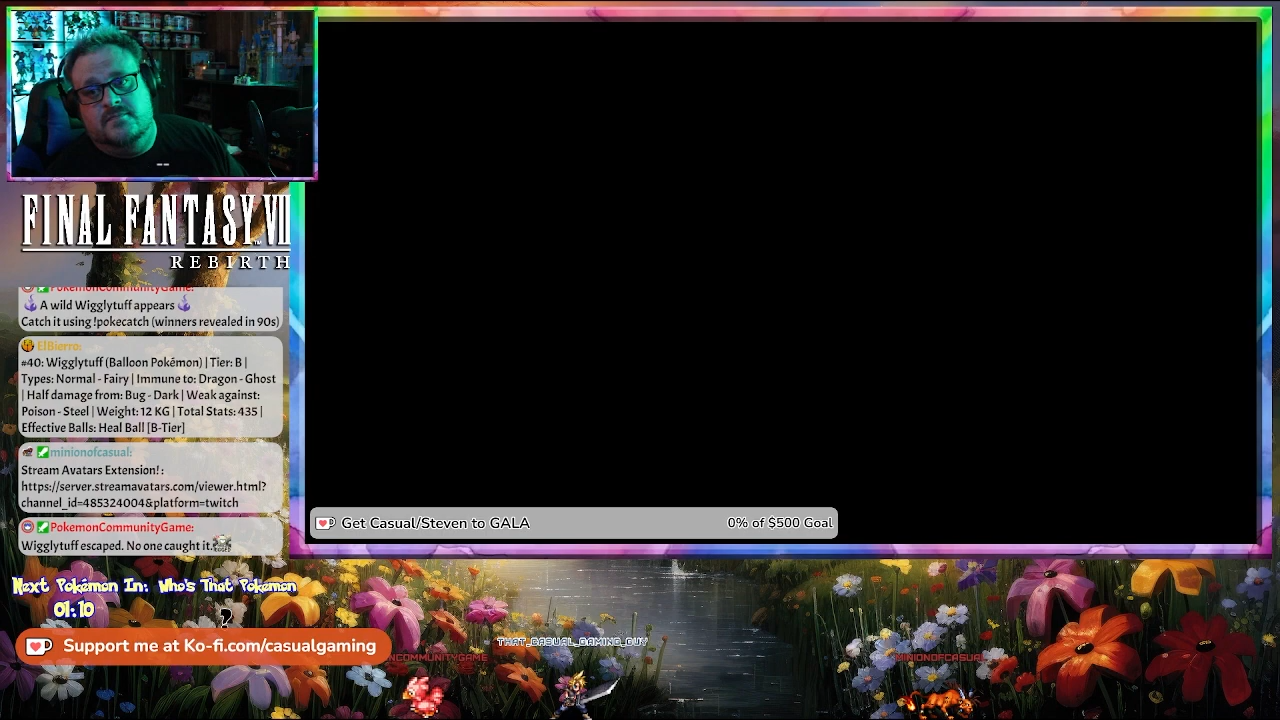 FINAL FANTASY VII
REBIRTH
PokemonCommunityGame:
A wild Wigglytuff appears
Catch it using !pokecatch (winners revealed in 90s)
ElBierro:
#40: Wigglytuff (Balloon Pokémon) | Tier: B |
Types: Normal - Fairy | Immune to: Dragon - Ghost
| Half damage from: Bug - Dark | Weak against:
Poison - Steel | Weight: 12 KG | Total Stats: 435 |
Effective Balls: Heal Ball [B-Tier]
minionofcasual:
Stream Avatars Extension! :
https://server.streamavatars.com/viewer.html?
channel_id=485324004&platform=twitch
PokemonCommunityGame:
Wigglytuff escaped. No one caught it.
Get Casual/Steven to GALA 0% of $500 Goal
Next Pokémon In: Who's That Pokemon
01:10 ?
Support me at Ko-fi.com/casualgaming
THAT_CASUAL_GAMING_GUY
NCOMMUNITYGAME
MINIONOFCASUAL